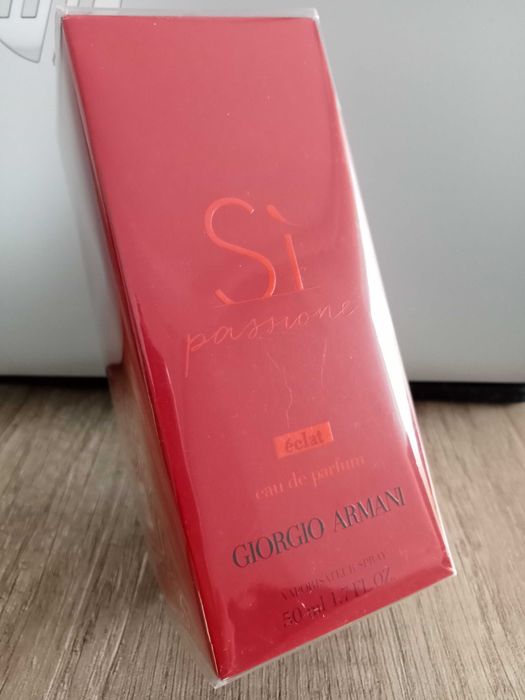 Sì
passione
éclat
eau de parfum
GIORGIO ARMANI
VAPORISATEUR SPRAY
50 ml 1.7 FL OZ